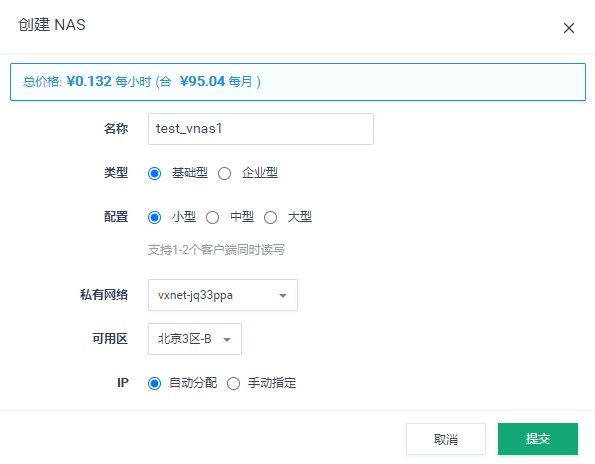 创建 NAS
总价格: ¥0.132 每小时 (合 ¥95.04 每月 )
名称 test_vnas1
类型 基础型 企业型
配置 小型 中型 大型
支持1-2个客户端同时读写
私有网络 vxnet-jq33ppa
可用区 北京3区-B
IP 自动分配 手动指定
取消 提交